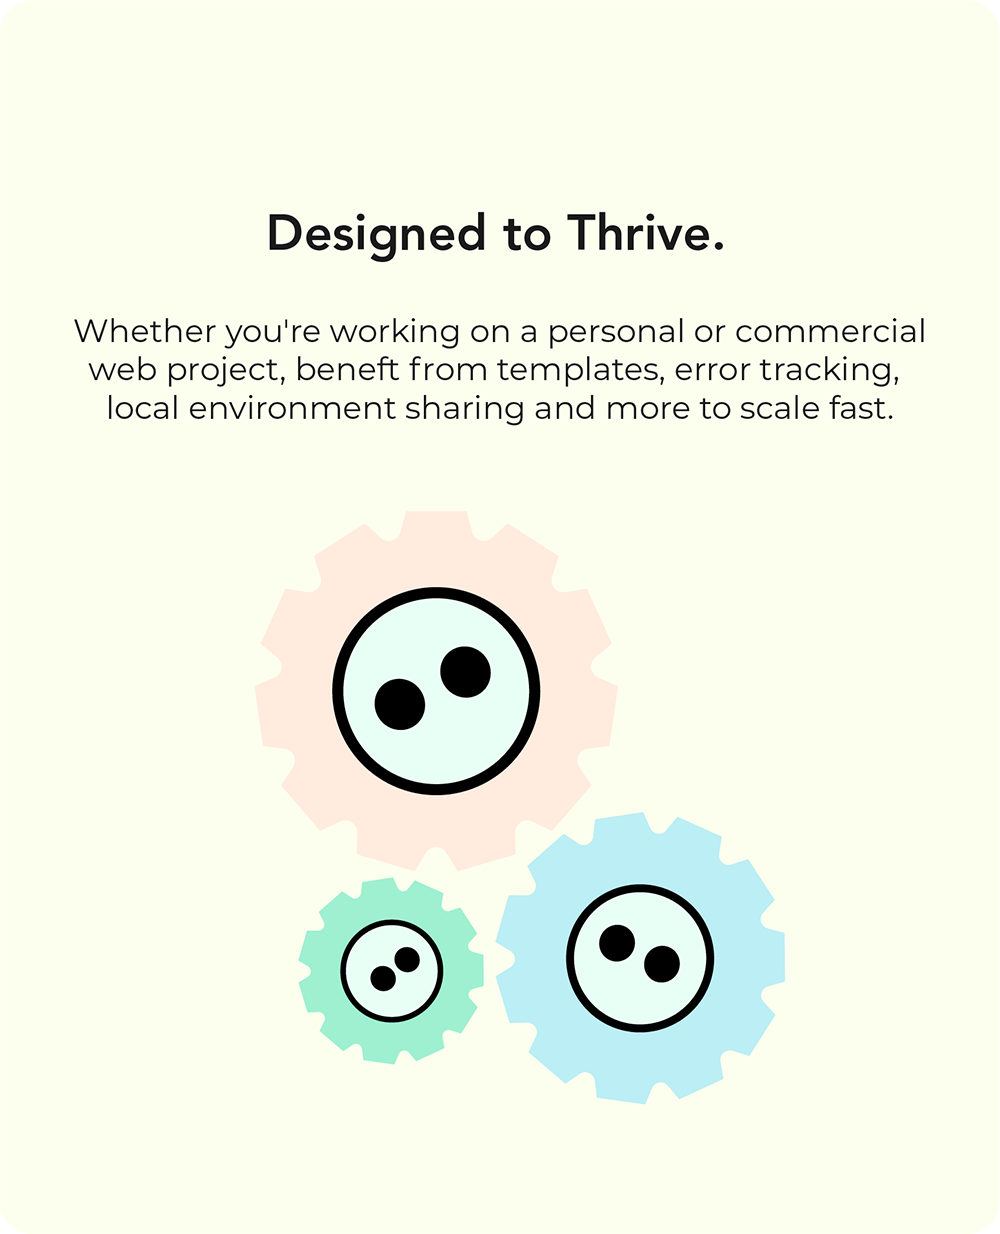 Designed to Thrive.
Whether you're working on a personal or commercial
web project, beneft from templates, error tracking,
local environment sharing and more to scale fast.